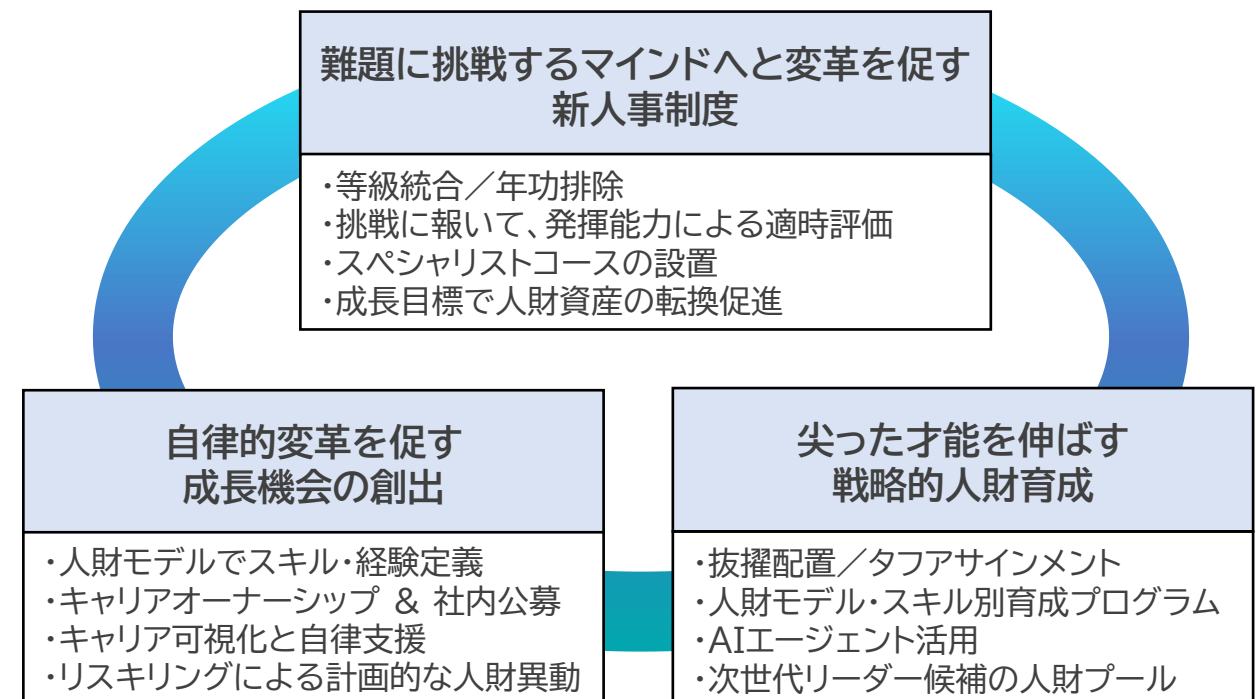 難題に挑戦するマインドへと変革を促す
新人事制度
・等級統合／年功排除
・挑戦に報いて、発揮能力による適時評価
・スペシャリストコースの設置
・成長目標で人財資産の転換促進
自律的変革を促す
成長機会の創出
・人財モデルでスキル・経験定義
・キャリアオーナーシップ ＆ 社内公募
・キャリア可視化と自律支援
・リスキリングによる計画的な人財異動
尖った才能を伸ばす
戦略的人財育成
・抜擢配置／タフアサインメント
・人財モデル・スキル別育成プログラム
・AIエージェント活用
・次世代リーダー候補の人財プール